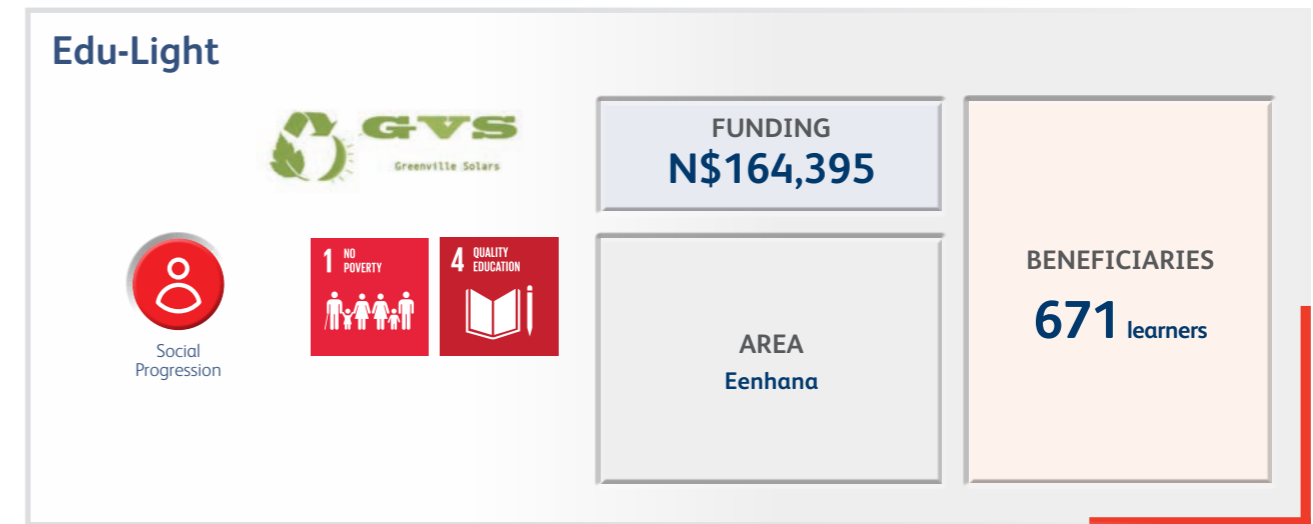 Edu-Light
GVS
Greenville Solars
FUNDING
N$164,395
BENEFICIARIES
671 learners
1 NO
POVERTY
4 QUALITY
EDUCATION
AREA
Eenhana
Social
Progression